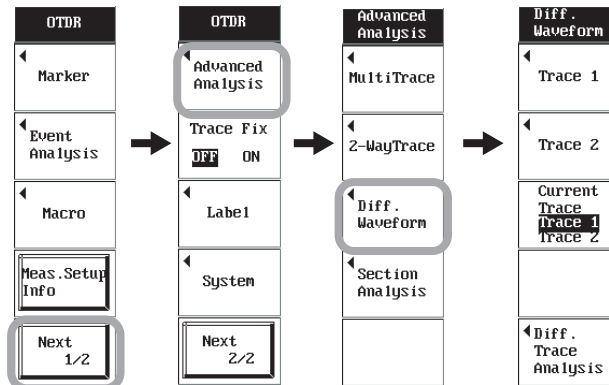 OTDR
Marker
Event
Analysis
Macro
Meas.Setup
Info
Next
1/2
OTDR
Advanced
Analysis
Trace Fix
OFF ON
Label
System
Next
2/2
Advanced
Analysis
MultiTrace
2-WayTrace
Diff.
Waveform
Section
Analysis
Diff.
Waveform
Trace 1
Trace 2
Current
Trace
Trace 1
Trace 2
Diff.
Trace
Analysis